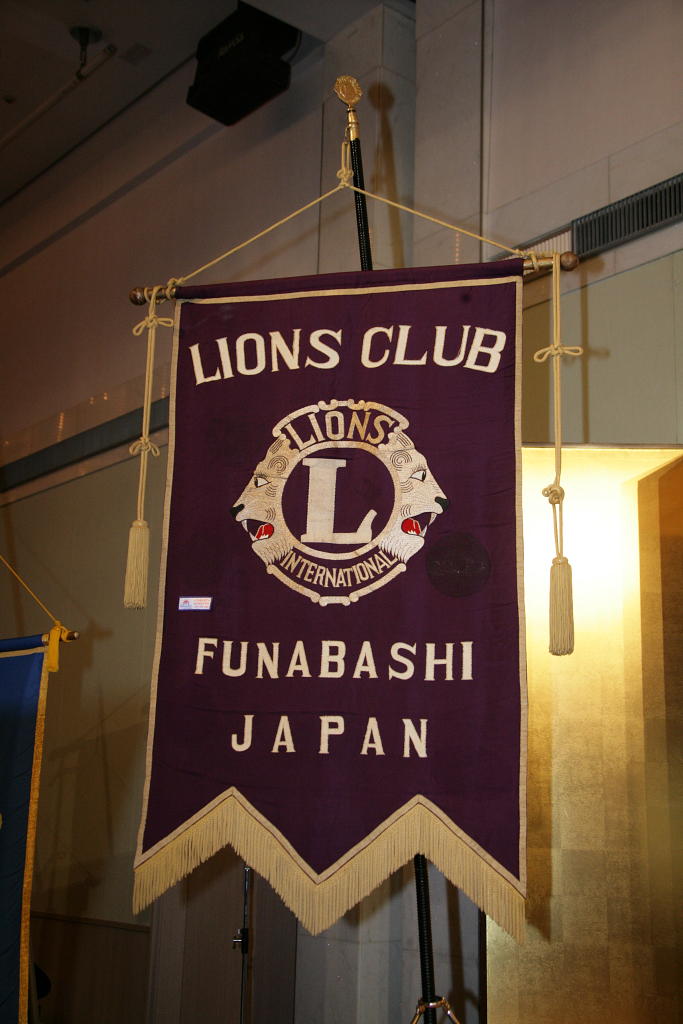 LIONS CLUB
LIONS
L
INTERNATIONAL
FUNABASHI
JAPAN